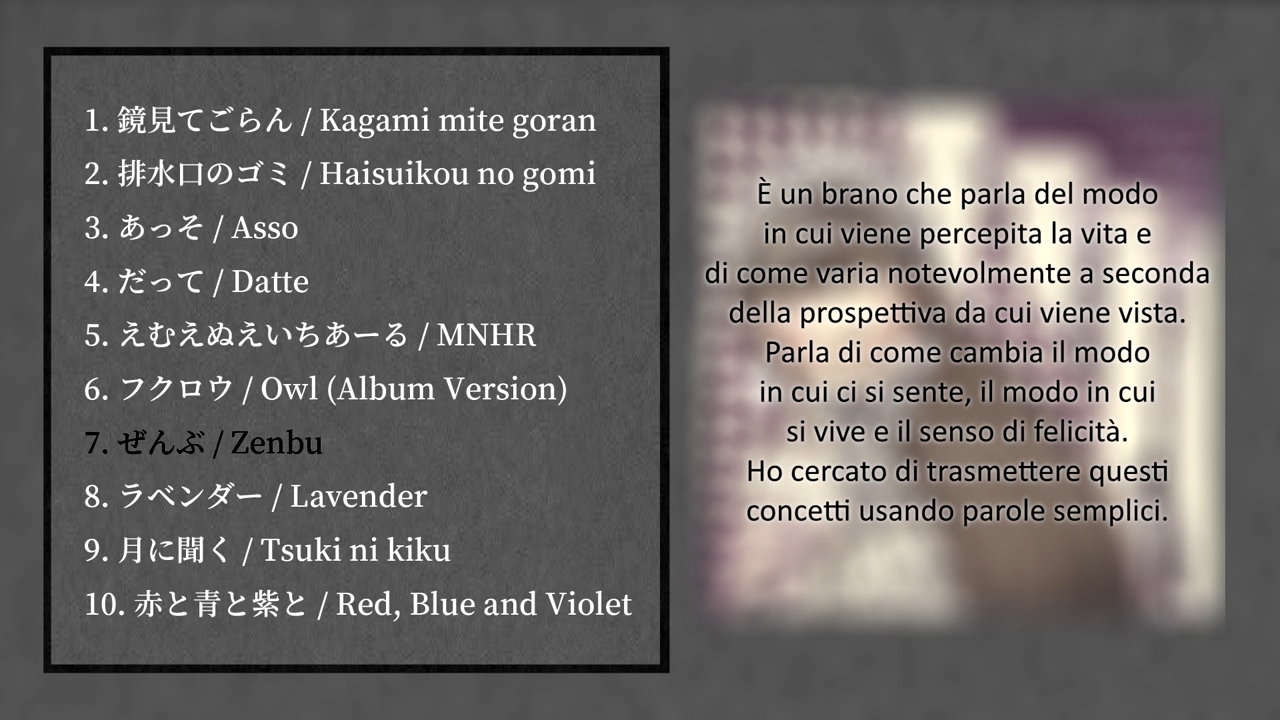 1. 鏡見てごらん / Kagami mite goran
2. 排水口のゴミ / Haisuikou no gomi
3. あっそ / Asso
4. だって / Datte
5. えむえぬえいちあーる / MNHR
6. フクロウ / Owl (Album Version)
7. ぜんぶ / Zenbu
8. ラベンダー / Lavender
9. 月に聞く / Tsuki ni kiku
10. 赤と青と紫と / Red, Blue and Violet
È un brano che parla del modo
in cui viene percepita la vita e
di come varia notevolmente a seconda
della prospettiva da cui viene vista.
Parla di come cambia il modo
in cui ci si sente, il modo in cui
si vive e il senso di felicità.
Ho cercato di trasmettere questi
concetti usando parole semplici.